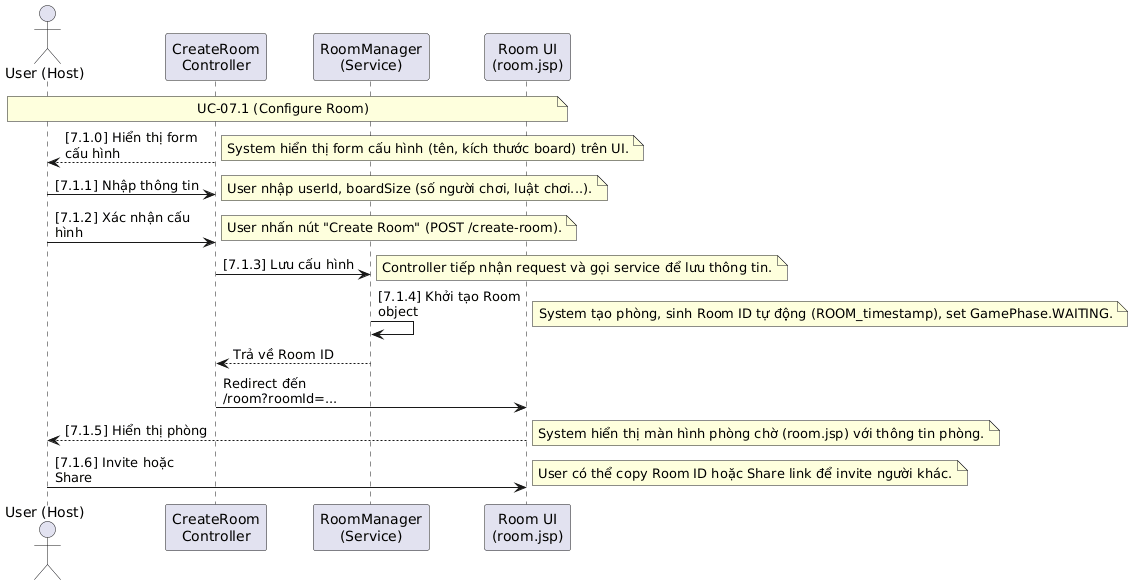 User (Host)
CreateRoom
Controller
RoomManager
(Service)
Room UI
(room.jsp)
UC-07.1 (Configure Room)
[7.1.0] Hiển thị form
cấu hình
System hiển thị form cấu hình (tên, kích thước board) trên UI.
[7.1.1] Nhập thông tin
User nhập userId, boardSize (số người chơi, luật chơi...).
[7.1.2] Xác nhận cấu
hình
User nhấn nút "Create Room" (POST /create-room).
[7.1.3] Lưu cấu hình
Controller tiếp nhận request và gọi service để lưu thông tin.
[7.1.4] Khởi tạo Room
object
System tạo phòng, sinh Room ID tự động (ROOM_timestamp), set GamePhase.WAITING.
Trả về Room ID
Redirect đến
/room?roomId=...
[7.1.5] Hiển thị phòng
System hiển thị màn hình phòng chờ (room.jsp) với thông tin phòng.
[7.1.6] Invite hoặc
Share
User có thể copy Room ID hoặc Share link để invite người khác.
User (Host)
CreateRoom
Controller
RoomManager
(Service)
Room UI
(room.jsp)